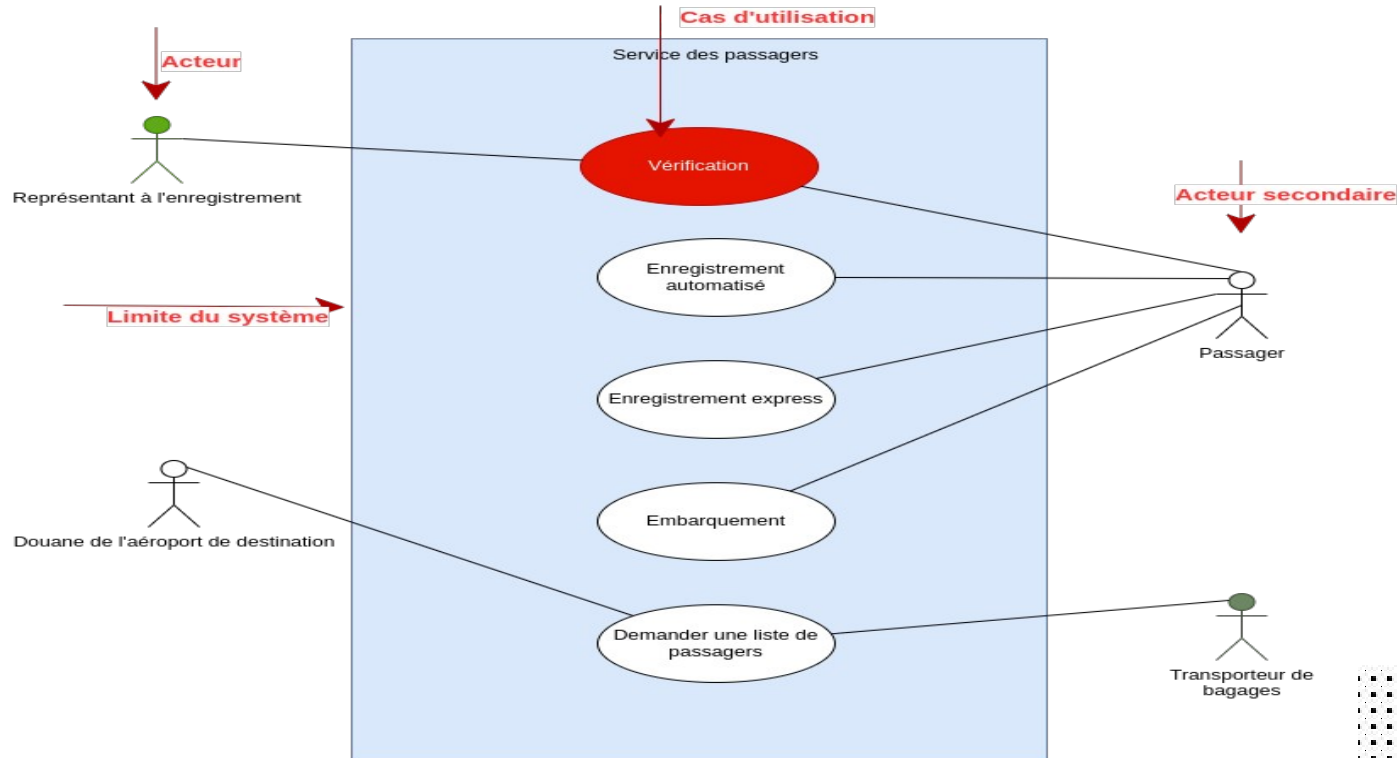 Cas d'utilisation
Service des passagers
Acteur
Vérification
Représentant à l'enregistrement
Acteur secondaire
Enregistrement
automatisé
Limite du système
Passager
Enregistrement express
Embarquement
Douane de l'aéroport de destination
Demander une liste de
passagers
Transporteur de
bagages